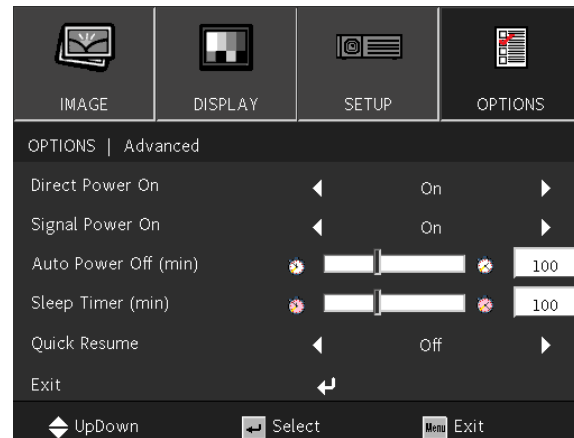 IMAGE DISPLAY SETUP OPTIONS
OPTIONS | Advanced
Direct Power On On
Signal Power On On
Auto Power Off (min) 100
Sleep Timer (min) 100
Quick Resume Off
Exit
UpDown Select Menu Exit